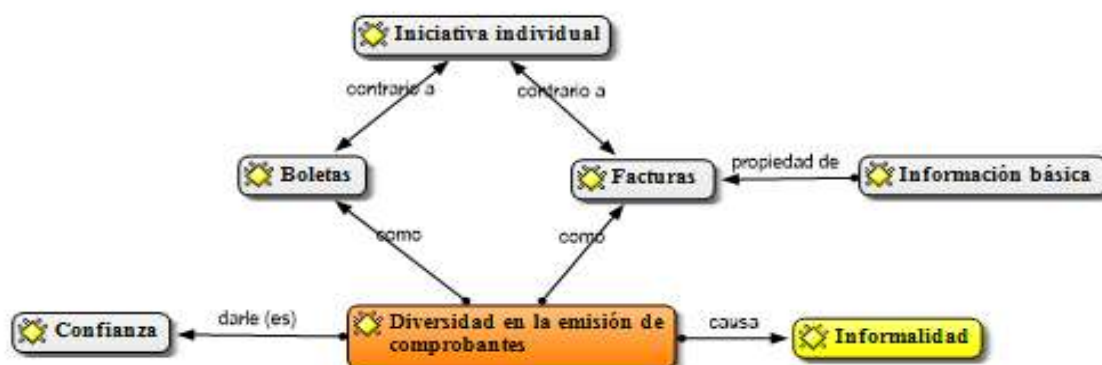 Iniciativa individual
contrario a
contrario a
Boletas
Facturas
propiedad de
Información básica
como
como
Confianza
darle (es)
Diversidad en la emisión de
comprobantes
causa
Informalidad